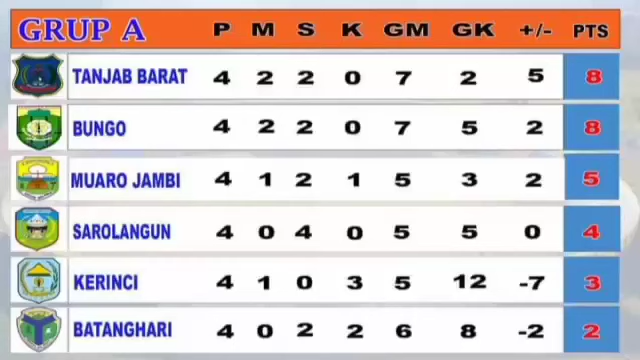 GRUP A P M S K GM GK +/- PTS
TANJAB BARAT 4 2 2 0 7 2 5 8
BUNGO 4 2 2 0 7 5 2 8
MUARO JAMBI 4 1 2 1 5 3 2 5
SAROLANGUN 4 0 4 0 5 5 0 4
KERINCI 4 1 0 3 5 12 -7 3
BATANGHARI 4 0 2 2 6 8 -2 2